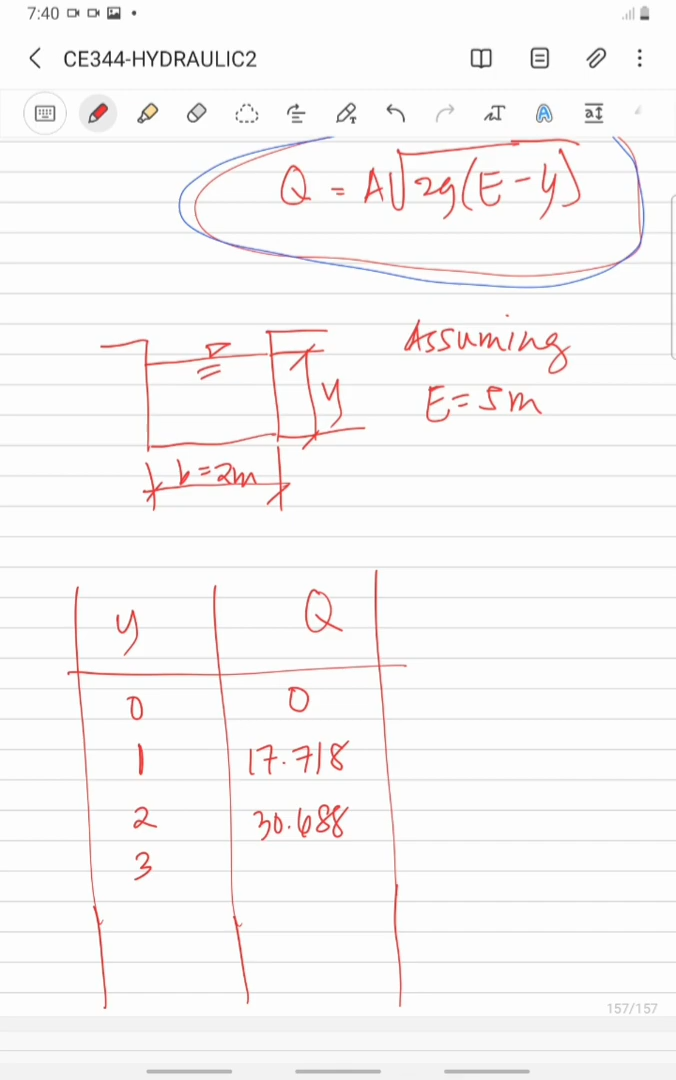 7:40
CE344-HYDRAULIC2
Q = A√2g(E-y)
Assuming
E = 5m
y
b = 2m
y Q
0 0
1 17.718
2 30.688
3
157/157